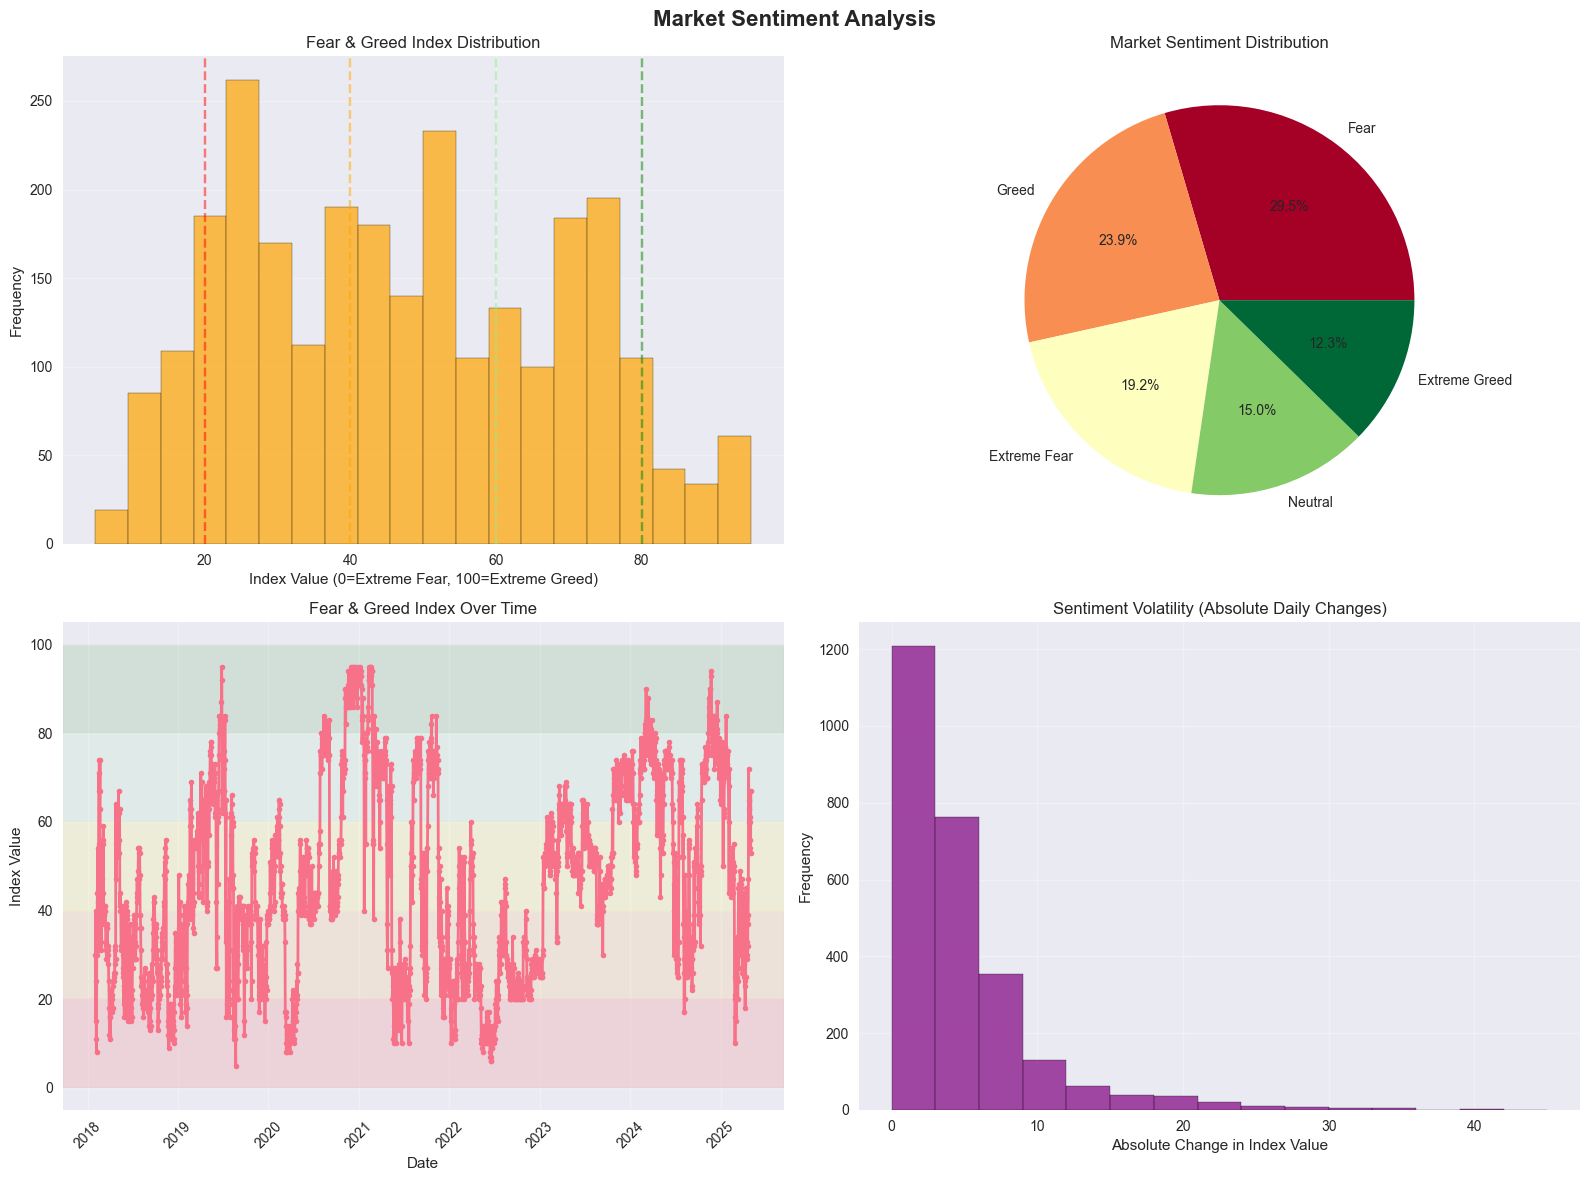 Market Sentiment Analysis
Fear & Greed Index Distribution
Frequency
250
200
150
100
50
0
20
40
60
80
Index Value (0=Extreme Fear, 100=Extreme Greed)
Market Sentiment Distribution
Fear
29.5%
Greed
23.9%
Extreme Fear
19.2%
Neutral
15.0%
Extreme Greed
12.3%
Fear & Greed Index Over Time
Index Value
100
80
60
40
20
0
2018
2019
2020
2021
2022
2023
2024
2025
Date
Sentiment Volatility (Absolute Daily Changes)
Frequency
1200
1000
800
600
400
200
0
0
10
20
30
40
Absolute Change in Index Value